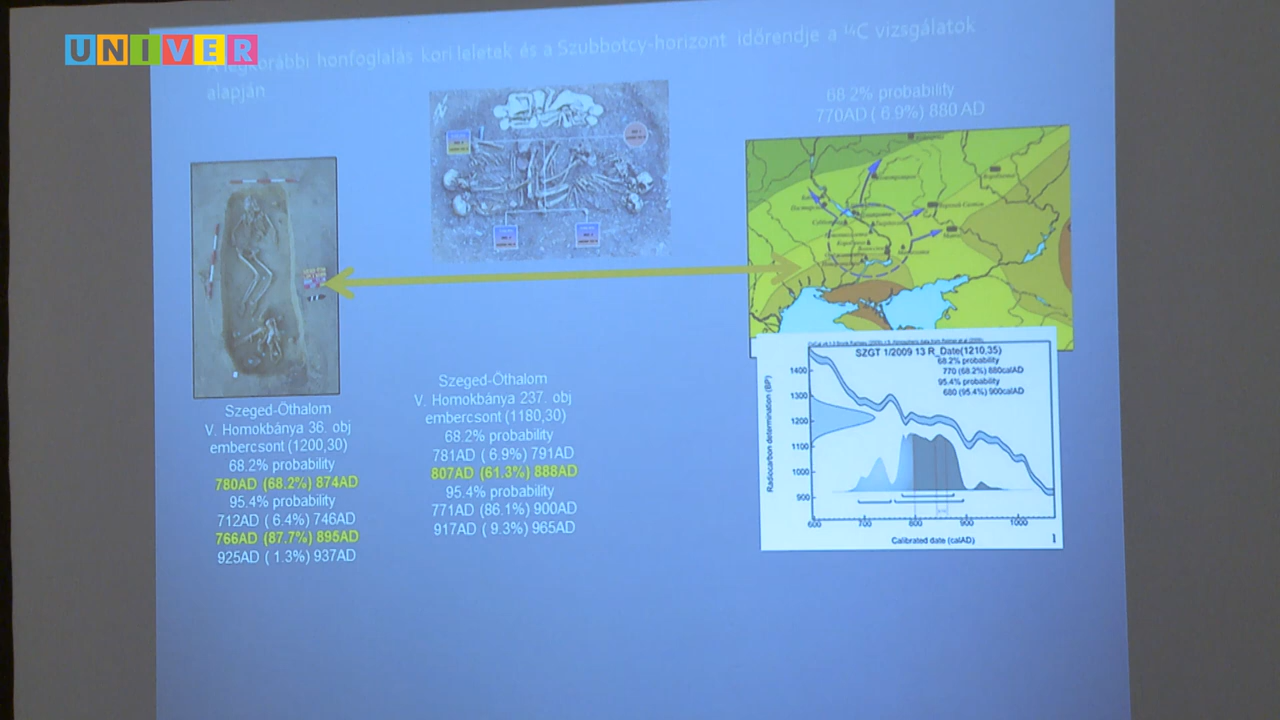 UNIVER
A legkorábbi honfoglalás kori leletek és a Szubbotcy-horizont időrendje a ¹⁴C vizsgálatok
alapján
68.2% probability
770AD ( 6.9%) 880 AD
Szeged-Öthalom
V. Homokbánya 36. obj
embercsont (1200,30)
68.2% probability
780AD (68.2%) 874AD
95.4% probability
712AD ( 6.4%) 746AD
766AD (87.7%) 895AD
925AD ( 1.3%) 937AD
Szeged-Öthalom
V. Homokbánya 237. obj
embercsont (1180,30)
68.2% probability
781AD ( 6.9%) 791AD
807AD (61.3%) 888AD
95.4% probability
771AD (86.1%) 900AD
917AD ( 9.3%) 965AD
SZGT 1/2009 13 R_Date(1210,35)
68.2% probability
770 (68.2%) 880calAD
95.4% probability
680 (95.4%) 900calAD
Radiocarbon determination (BP)
1400
1300
1200
1100
1000
900
600 700 800 900 1000
Calibrated date (calAD)
1